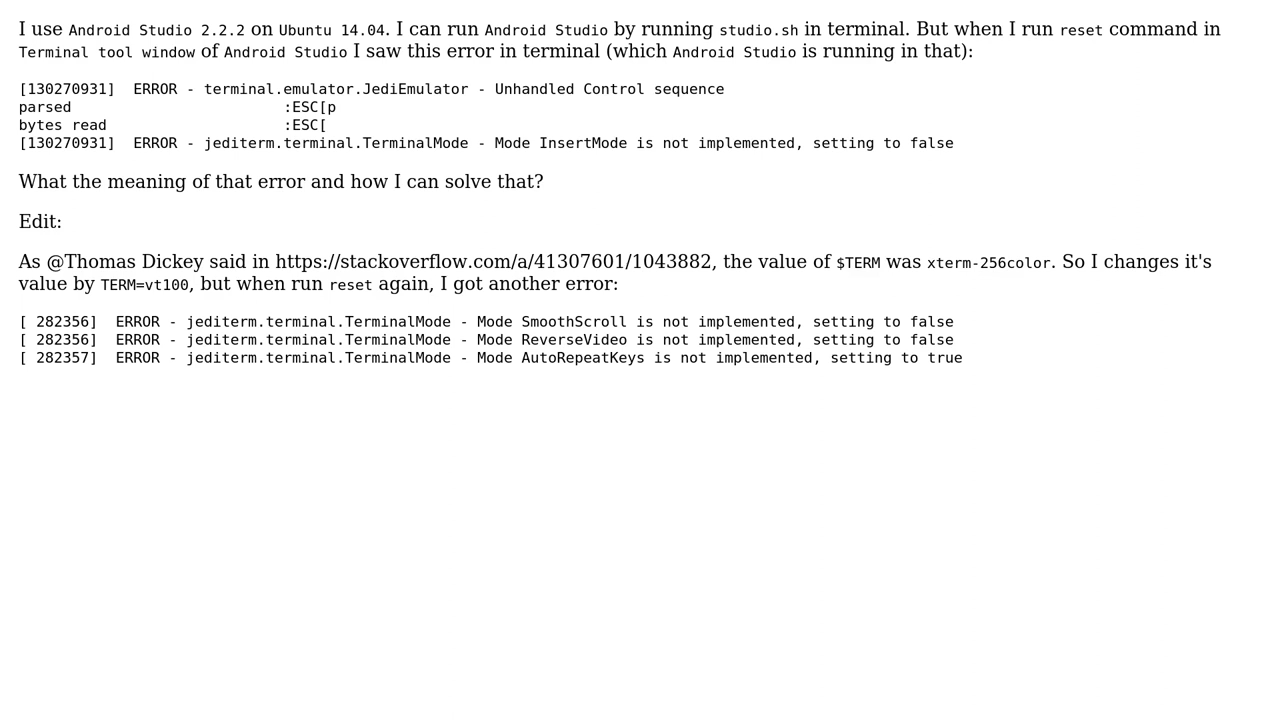 I use Android Studio 2.2.2 on Ubuntu 14.04. I can run Android Studio by running studio.sh in terminal. But when I run reset command in
Terminal tool window of Android Studio I saw this error in terminal (which Android Studio is running in that):
[130270931]  ERROR - terminal.emulator.JediEmulator - Unhandled Control sequence
parsed                        :ESC[p
bytes read                    :ESC[
[130270931]  ERROR - jediterm.terminal.TerminalMode - Mode InsertMode is not implemented, setting to false
What the meaning of that error and how I can solve that?
Edit:
As @Thomas Dickey said in https://stackoverflow.com/a/41307601/1043882, the value of $TERM was xterm-256color. So I changes it's
value by TERM=vt100, but when run reset again, I got another error:
[ 282356]  ERROR - jediterm.terminal.TerminalMode - Mode SmoothScroll is not implemented, setting to false
[ 282356]  ERROR - jediterm.terminal.TerminalMode - Mode ReverseVideo is not implemented, setting to false
[ 282357]  ERROR - jediterm.terminal.TerminalMode - Mode AutoRepeatKeys is not implemented, setting to true